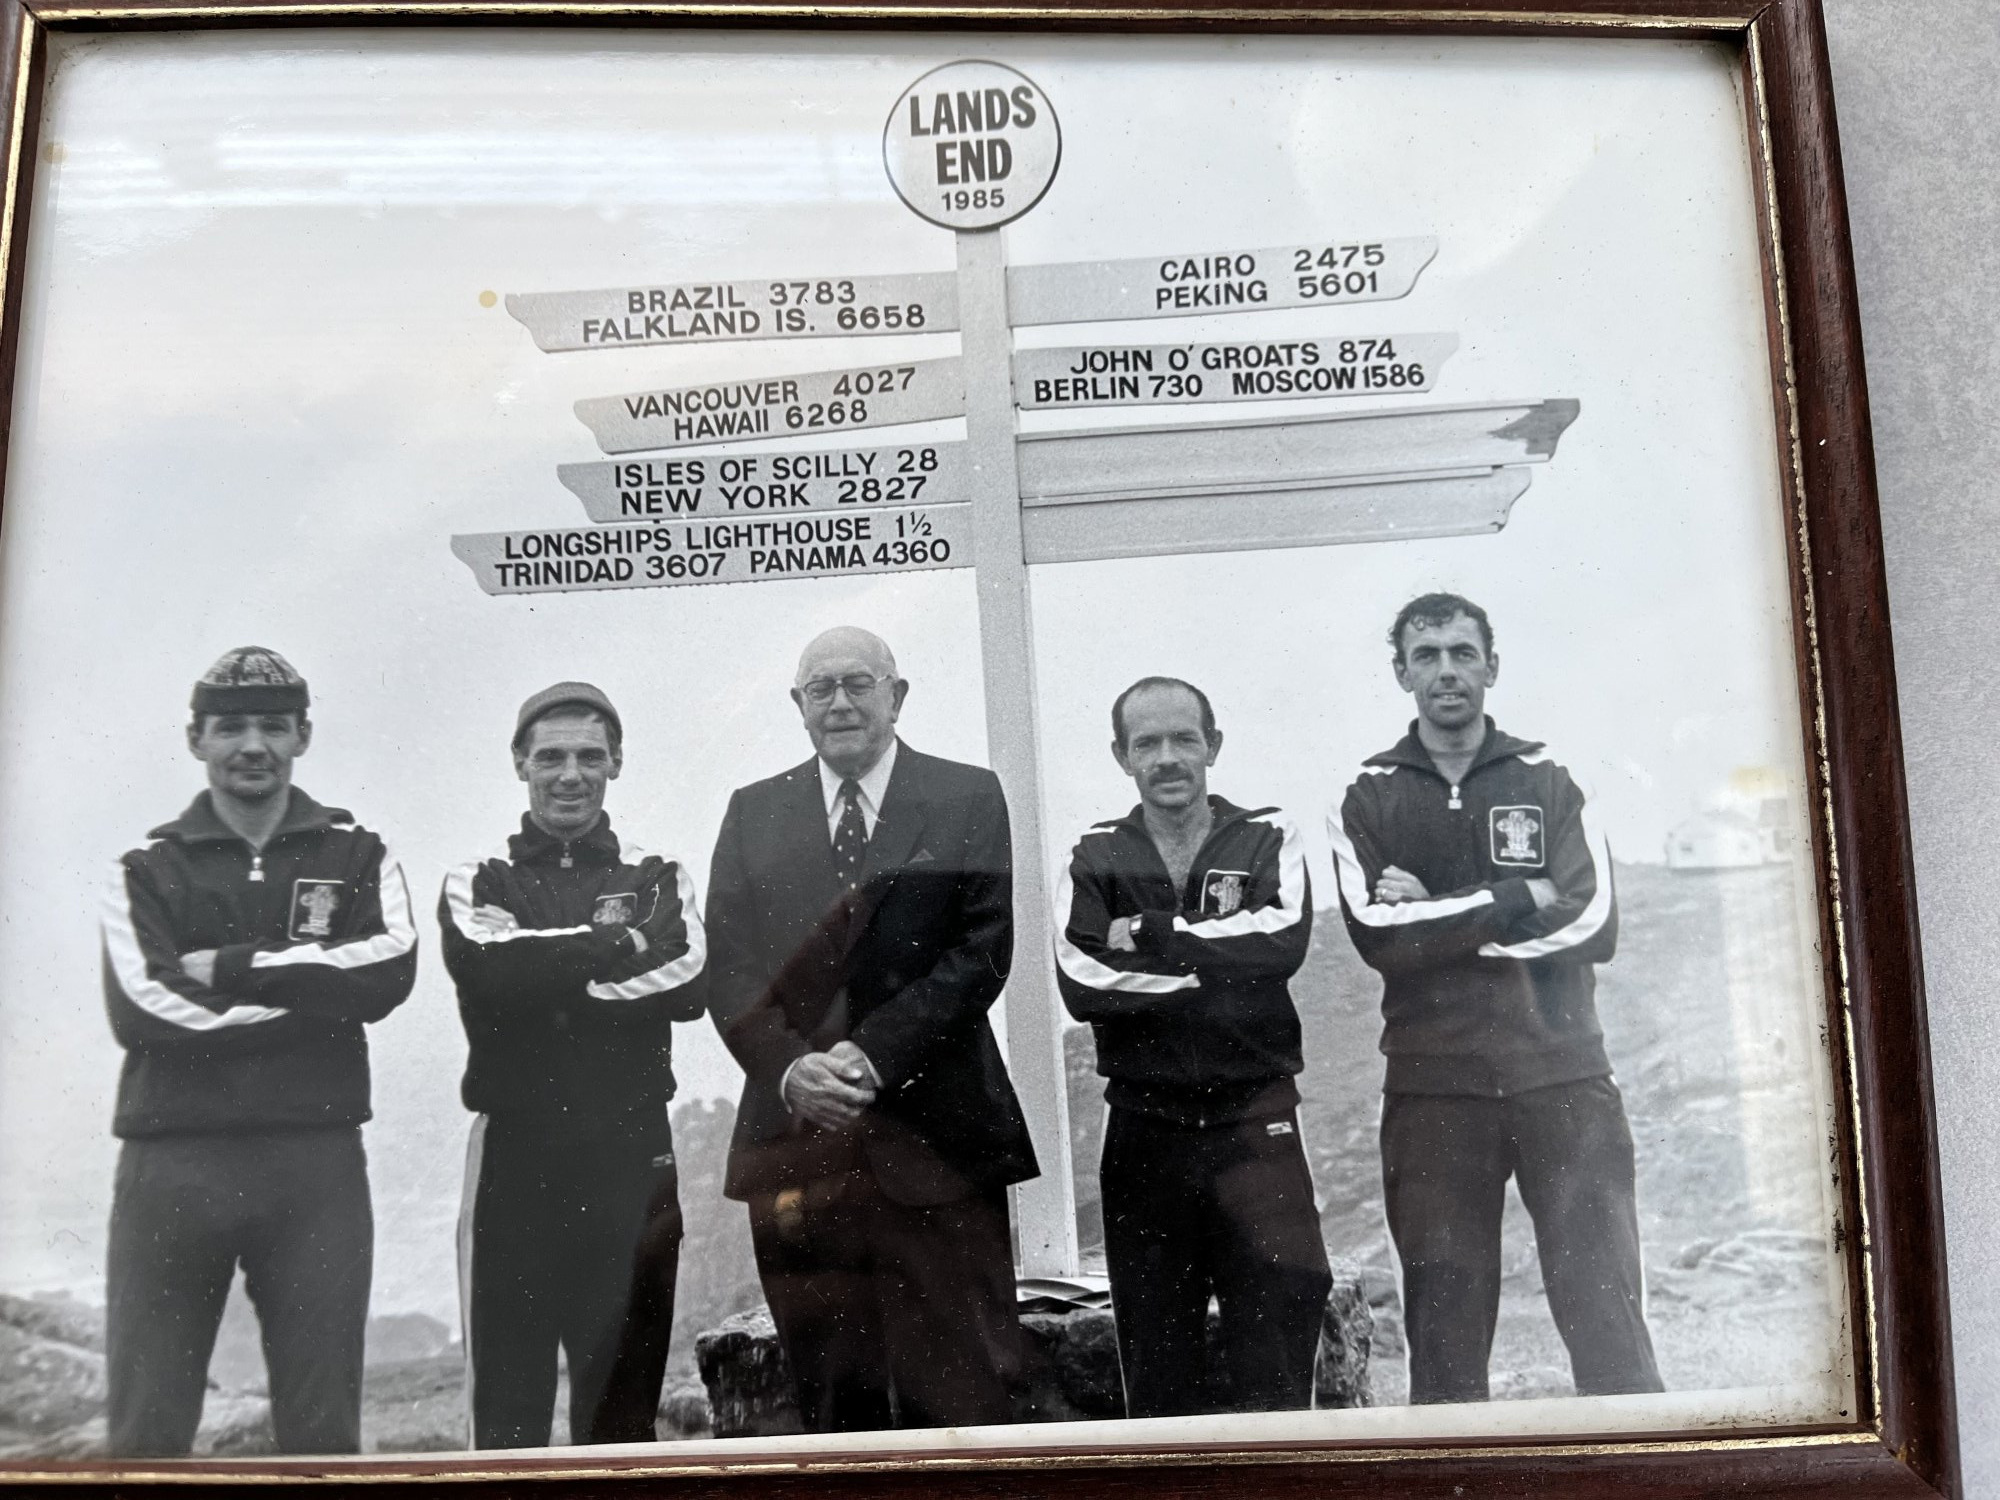 LANDS
END
1985
BRAZIL 3783
FALKLAND IS. 6658
CAIRO 2475
PEKING 5601
VANCOUVER 4027
HAWAII 6268
JOHN O' GROATS 874
BERLIN 730 MOSCOW 1586
ISLES OF SCILLY 28
NEW YORK 2827
LONGSHIPS LIGHTHOUSE 1½
TRINIDAD 3607 PANAMA 4360